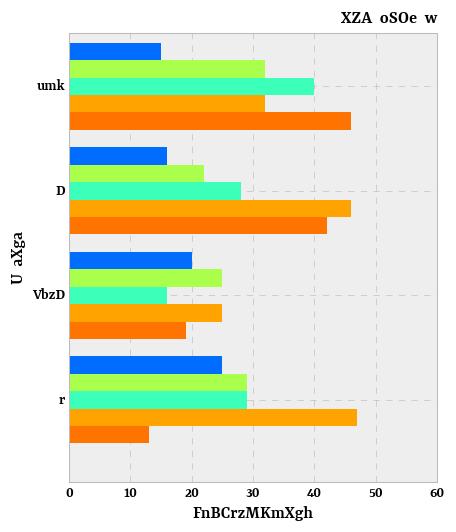 XZA oSOe w
umk
D
VbzD
r
U aXga
0 10 20 30 40 50 60
FnBCrzMKmXgh